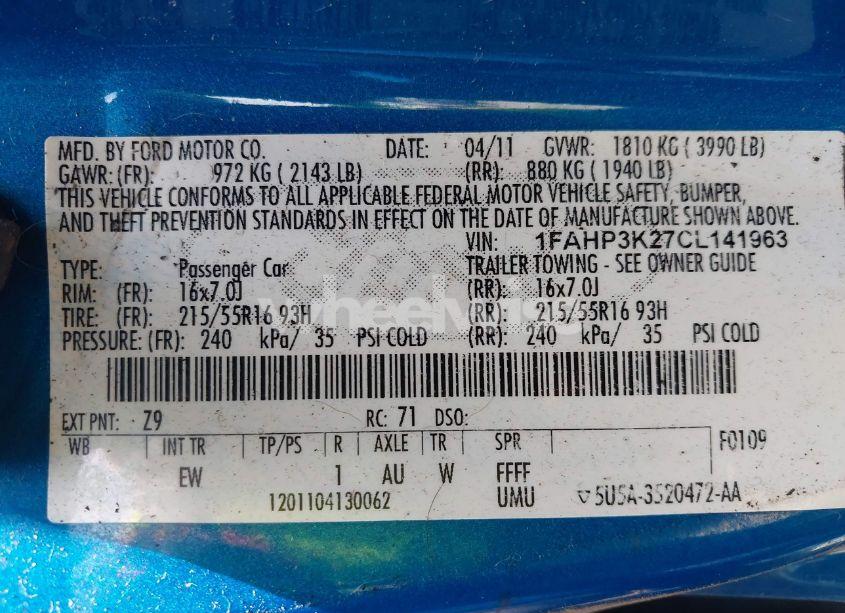 MFD. BY FORD MOTOR CO. DATE: 04/11 GVWR: 1810 KG ( 3990 LB)
GAWR: (FR): 972 KG ( 2143 LB) (RR): 880 KG ( 1940 LB)
THIS VEHICLE CONFORMS TO ALL APPLICABLE FEDERAL MOTOR VEHICLE SAFETY, BUMPER,
AND THEFT PREVENTION STANDARDS IN EFFECT ON THE DATE OF MANUFACTURE SHOWN ABOVE.
VIN: 1FAHP3K27CL141963
TYPE: Passenger Car TRAILER TOWING - SEE OWNER GUIDE
RIM: (FR): 16x7.0J (RR): 16x7.0J
TIRE: (FR): 215/55R16 93H (RR): 215/55R16 93H
PRESSURE: (FR): 240 kPa/ 35 PSI COLD (RR): 240 kPa/ 35 PSI COLD
EXT PNT: Z9 RC: 71 DSO:
WB INT TR TP/PS R AXLE TR SPR F0109
EW 1 AU W FFFF
1201104130062 UMU 5U5A-3520472-AA